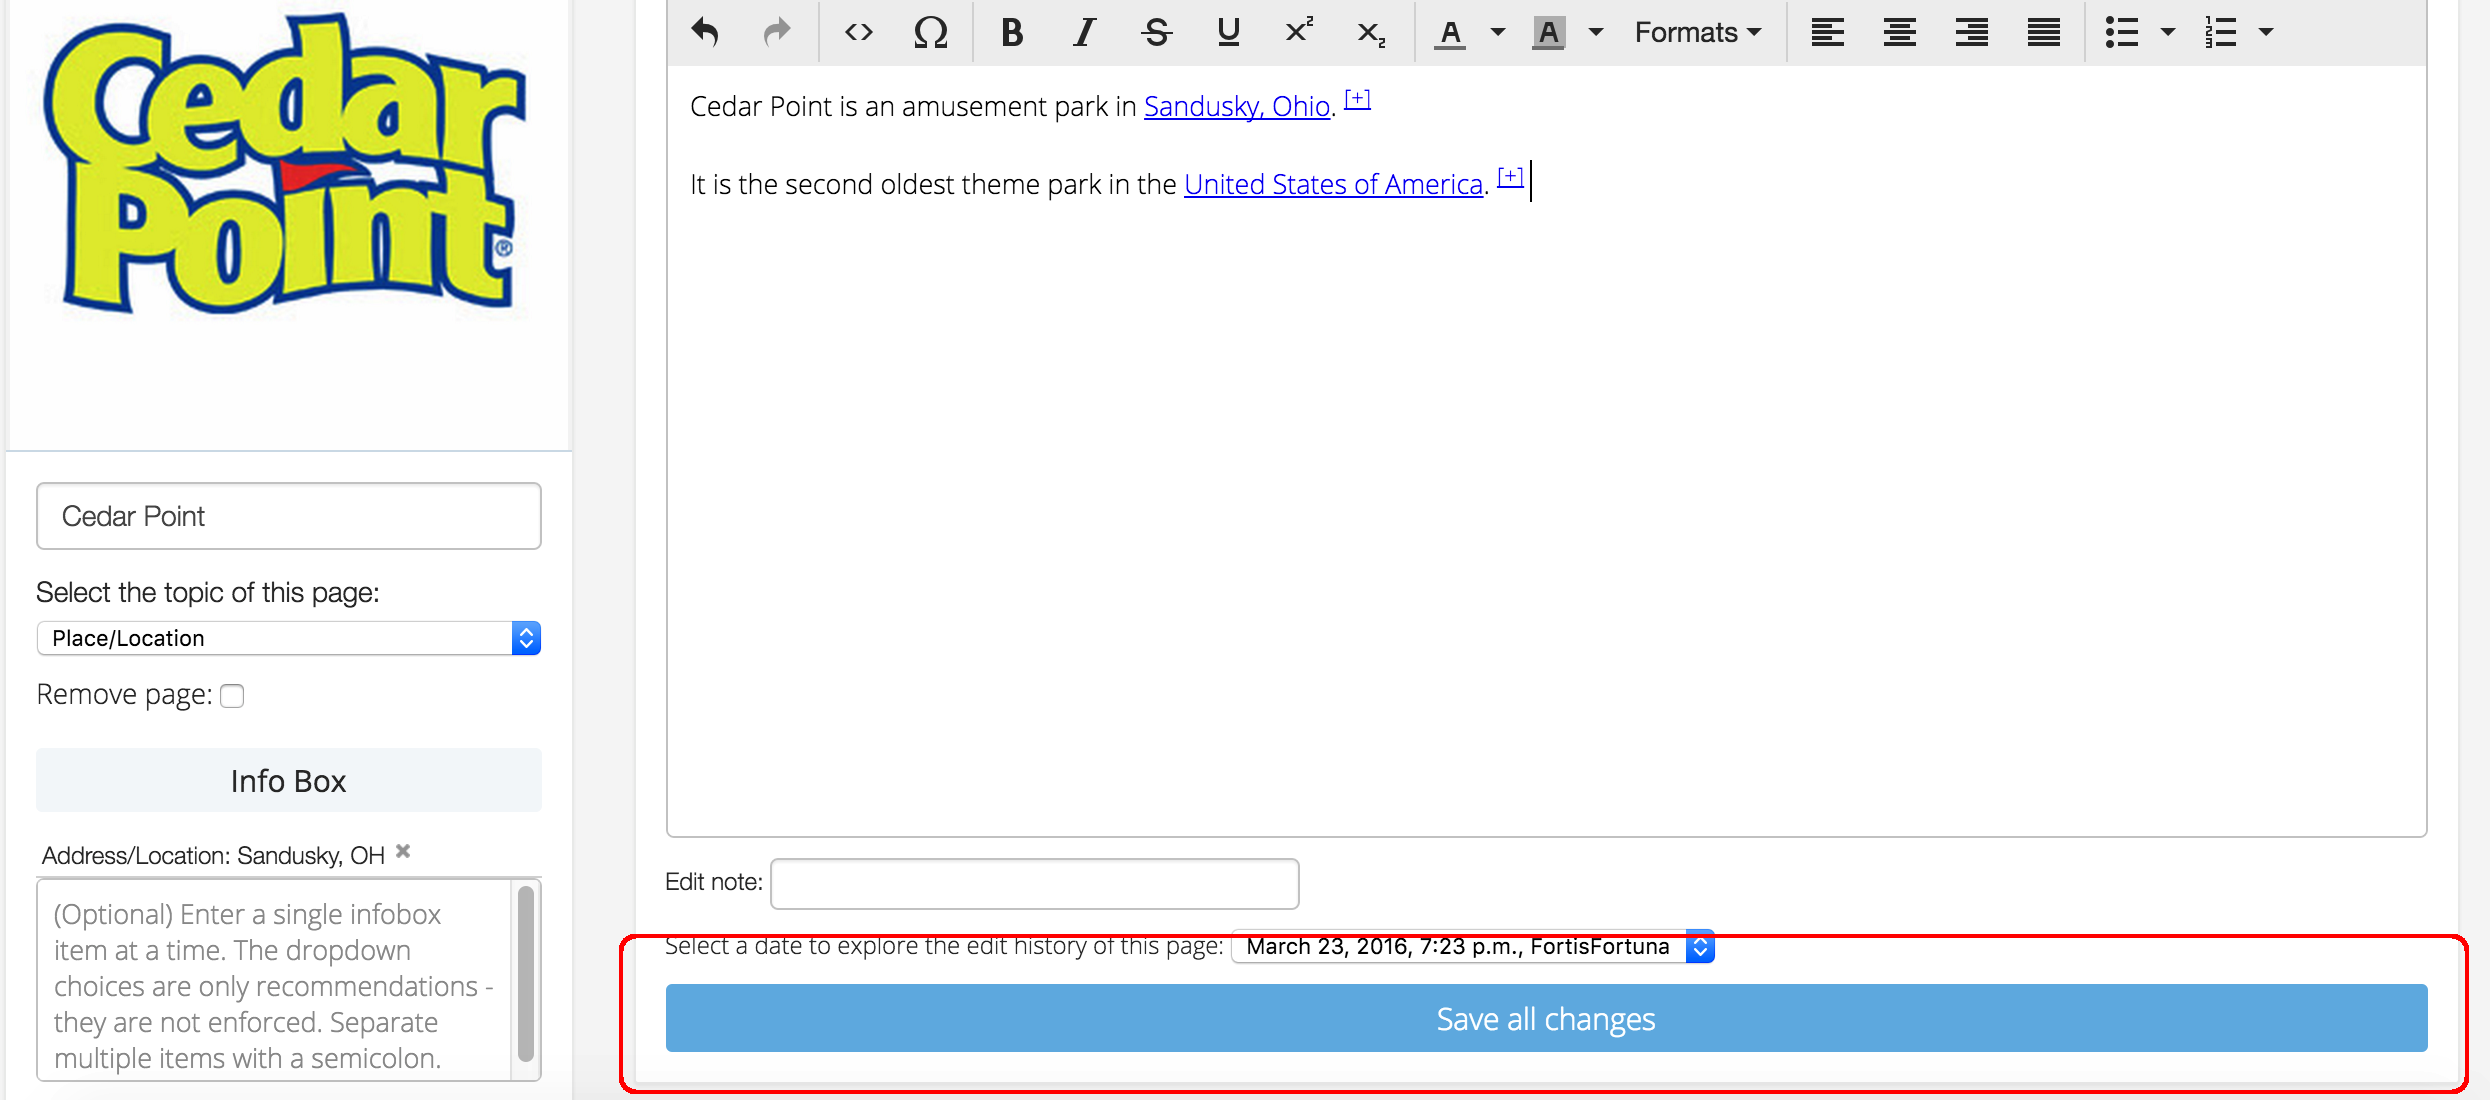 Cedar
Point®
Cedar Point
Select the topic of this page:
Place/Location
Remove page:
Info Box
Address/Location: Sandusky, OH ✖
(Optional) Enter a single infobox
item at a time. The dropdown
choices are only recommendations -
they are not enforced. Separate
multiple items with a semicolon.
<> Ω B I S U x² x₂ A A Formats
Cedar Point is an amusement park in Sandusky, Ohio. [+]
It is the second oldest theme park in the United States of America. [+]
Edit note:
Select a date to explore the edit history of this page: March 23, 2016, 7:23 p.m., FortisFortuna
Save all changes